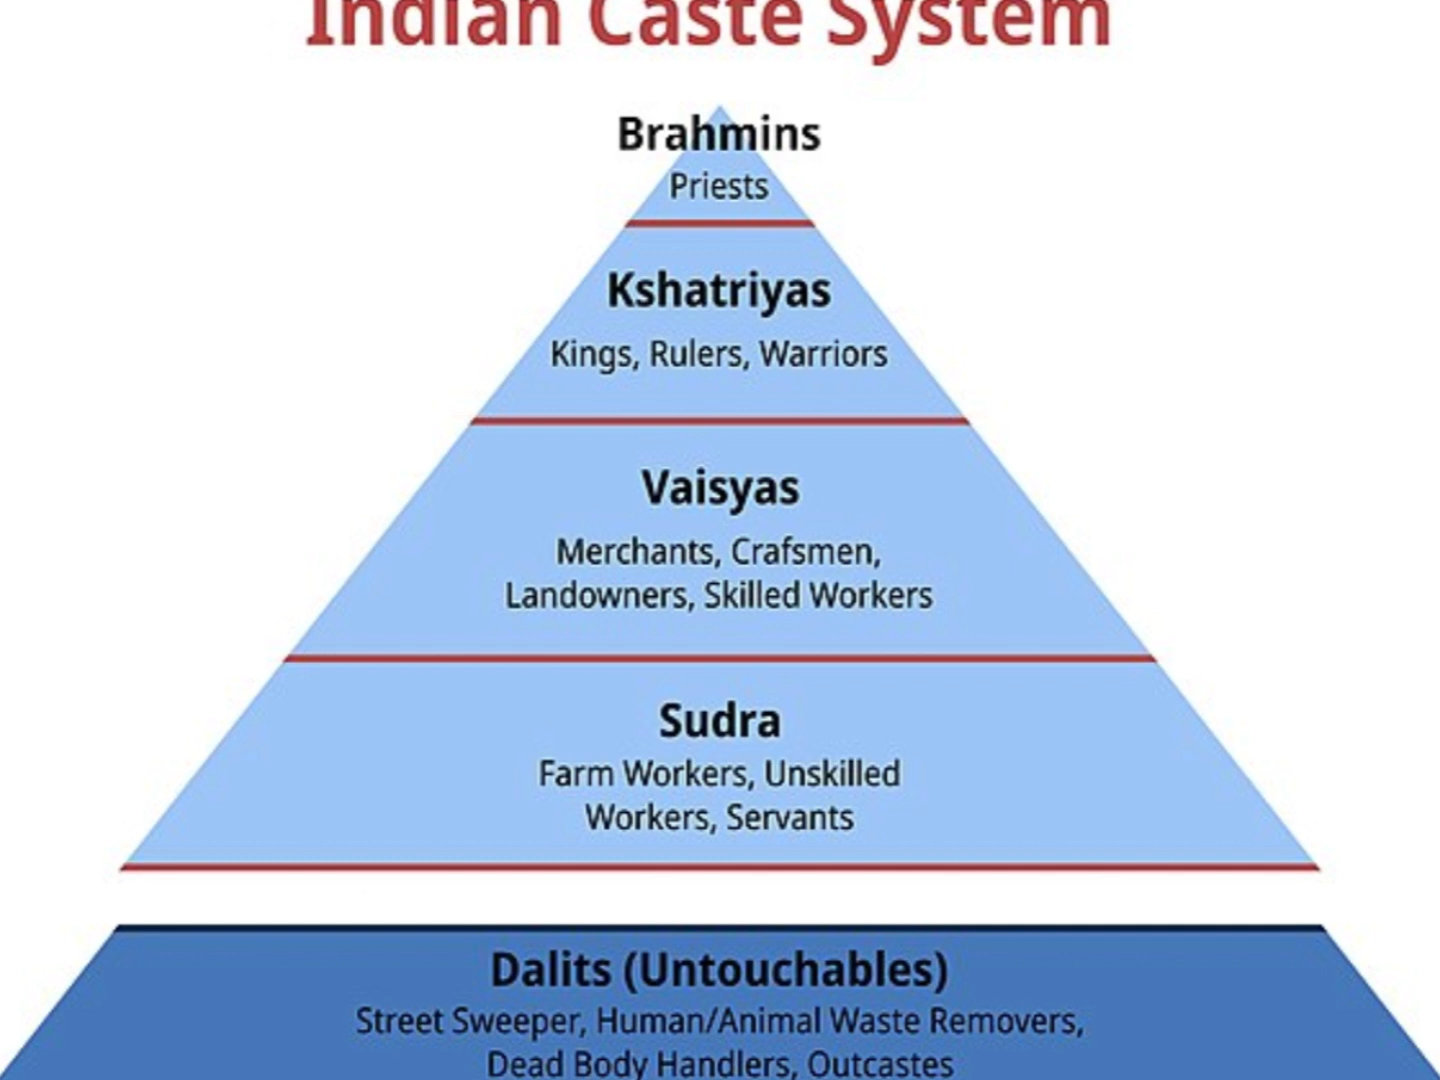 Indian Caste System
Brahmins
Priests
Kshatriyas
Kings, Rulers, Warriors
Vaisyas
Merchants, Crafsmen,
Landowners, Skilled Workers
Sudra
Farm Workers, Unskilled
Workers, Servants
Dalits (Untouchables)
Street Sweeper, Human/Animal Waste Removers,
Dead Body Handlers, Outcastes